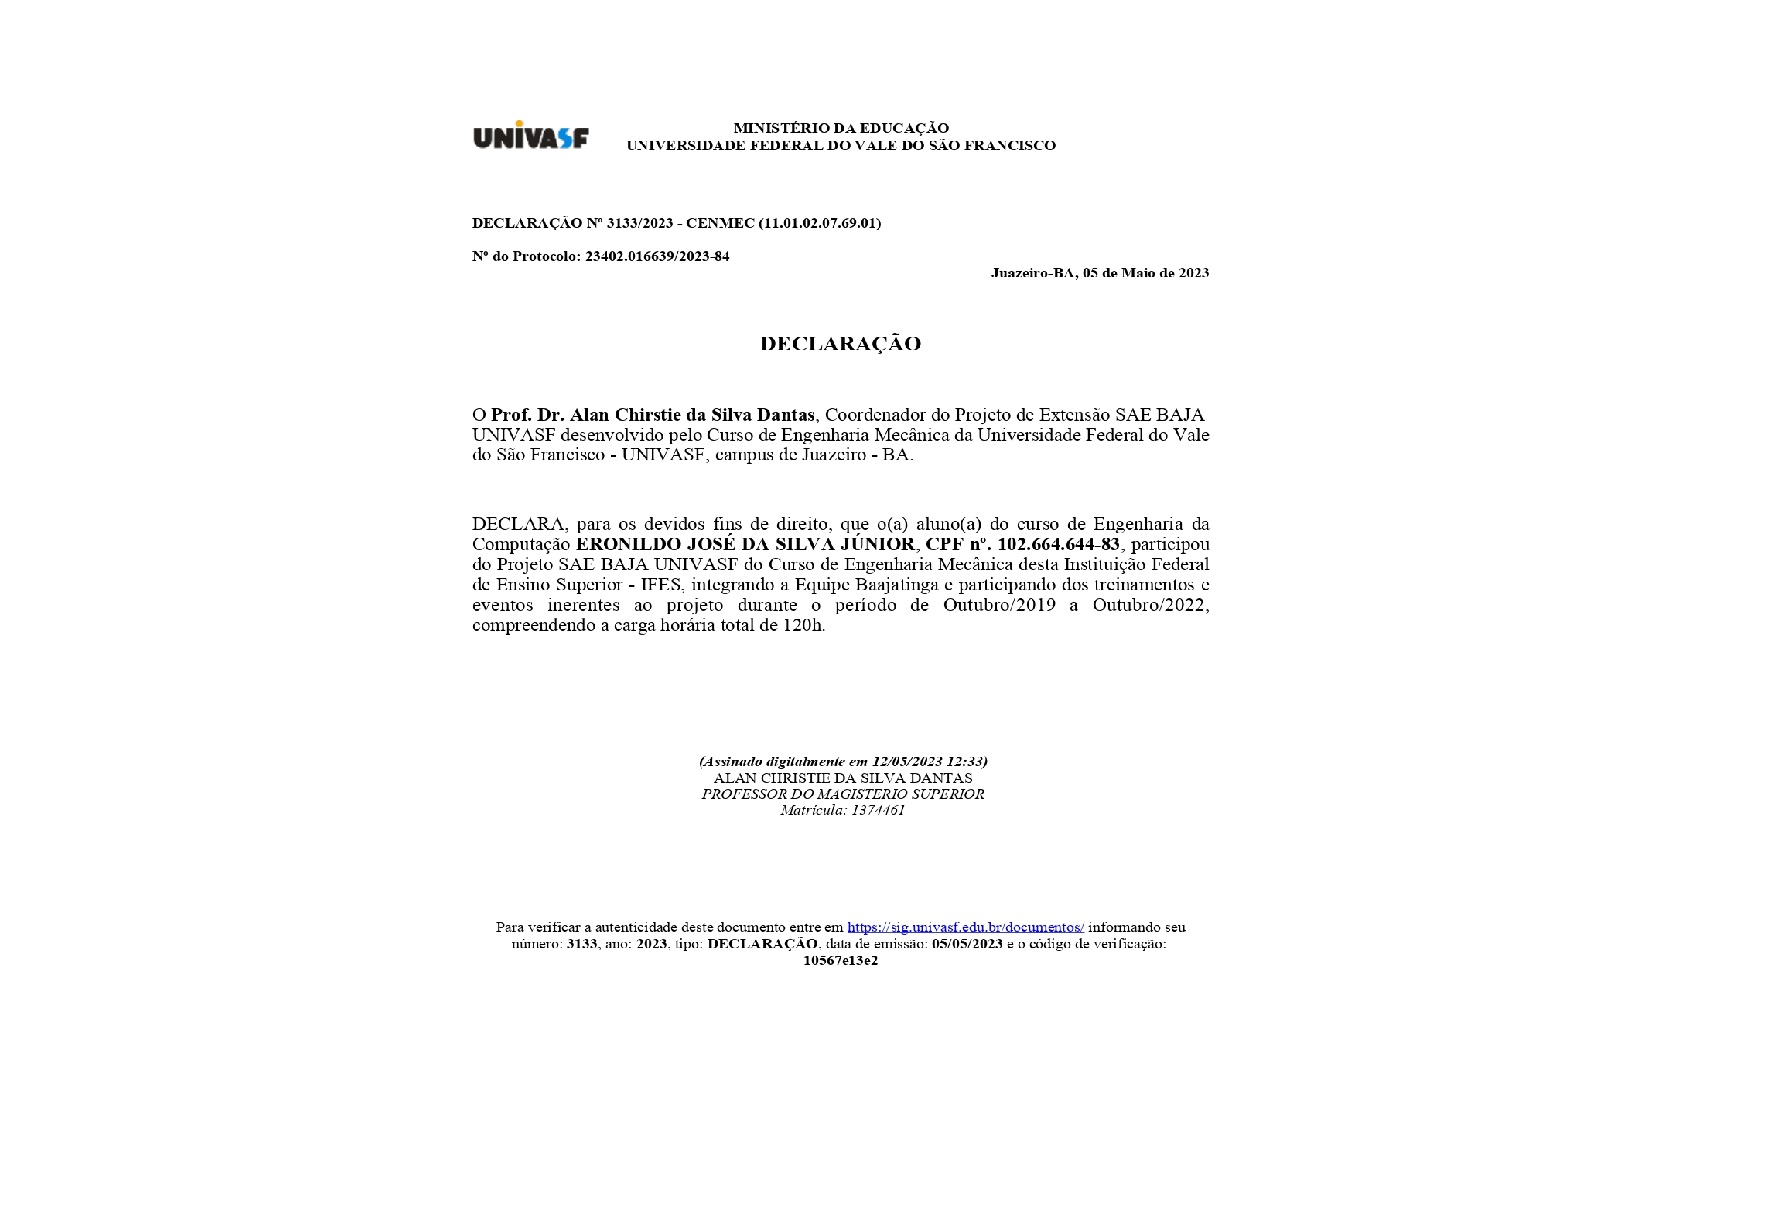 UNIVASF
MINISTÉRIO DA EDUCAÇÃO
UNIVERSIDADE FEDERAL DO VALE DO SÃO FRANCISCO
DECLARAÇÃO Nº 3133/2023 - CENMEC (11.01.02.07.69.01)
Nº do Protocolo: 23402.016639/2023-84
Juazeiro-BA, 05 de Maio de 2023
DECLARAÇÃO
O Prof. Dr. Alan Chirstie da Silva Dantas, Coordenador do Projeto de Extensão SAE BAJA
UNIVASF desenvolvido pelo Curso de Engenharia Mecânica da Universidade Federal do Vale
do São Francisco - UNIVASF, campus de Juazeiro - BA.
DECLARA, para os devidos fins de direito, que o(a) aluno(a) do curso de Engenharia da
Computação ERONILDO JOSÉ DA SILVA JÚNIOR, CPF nº. 102.664.644-83, participou
do Projeto SAE BAJA UNIVASF do Curso de Engenharia Mecânica desta Instituição Federal
de Ensino Superior - IFES, integrando a Equipe Baajatinga e participando dos treinamentos e
eventos inerentes ao projeto durante o período de Outubro/2019 a Outubro/2022,
compreendendo a carga horária total de 120h.
(Assinado digitalmente em 12/05/2023 12:33)
ALAN CHRISTIE DA SILVA DANTAS
PROFESSOR DO MAGISTERIO SUPERIOR
Matrícula: 1374461
Para verificar a autenticidade deste documento entre em https://sig.univasf.edu.br/documentos/ informando seu
número: 3133, ano: 2023, tipo: DECLARAÇÃO, data de emissão: 05/05/2023 e o código de verificação:
10567e13e2